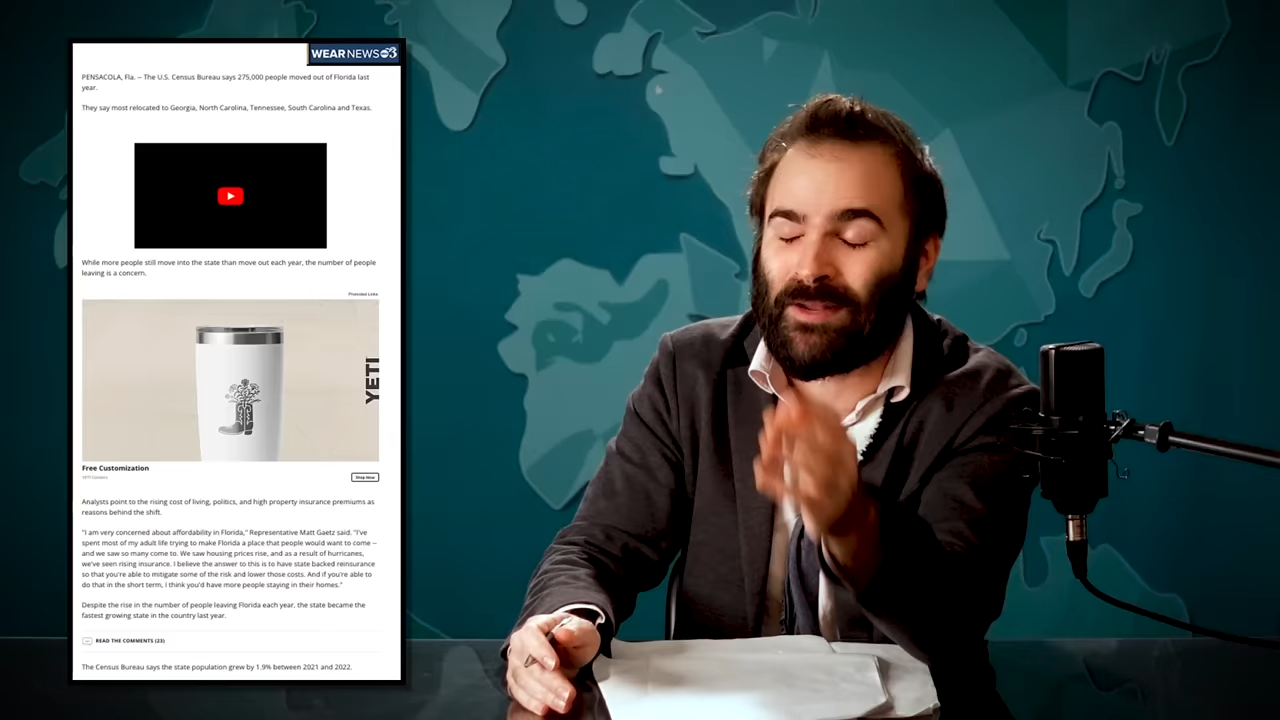 WEAR NEWS abc 3
PENSACOLA, Fla. -- The U.S. Census Bureau says 275,000 people moved out of Florida last
year.
They say most relocated to Georgia, North Carolina, Tennessee, South Carolina and Texas.
While more people still move into the state than move out each year, the number of people
leaving is a concern.
Promoted Links
YETI
Free Customization
YETI Coolers
Shop Now
Analysts point to the rising cost of living, politics, and high property insurance premiums as
reasons behind the shift.
"I am very concerned about affordability in Florida," Representative Matt Gaetz said. "I've
spent most of my adult life trying to make Florida a place that people would want to come --
and we saw so many come to. We saw housing prices rise, and as a result of hurricanes,
we've seen rising insurance. I believe the answer to this is to have state backed reinsurance
so that you're able to mitigate some of the risk and lower those costs. And if you're able to
do that in the short term, I think you'd have more people staying in their homes."
Despite the rise in the number of people leaving Florida each year, the state became the
fastest growing state in the country last year.
READ THE COMMENTS (23)
The Census Bureau says the state population grew by 1.9% between 2021 and 2022.